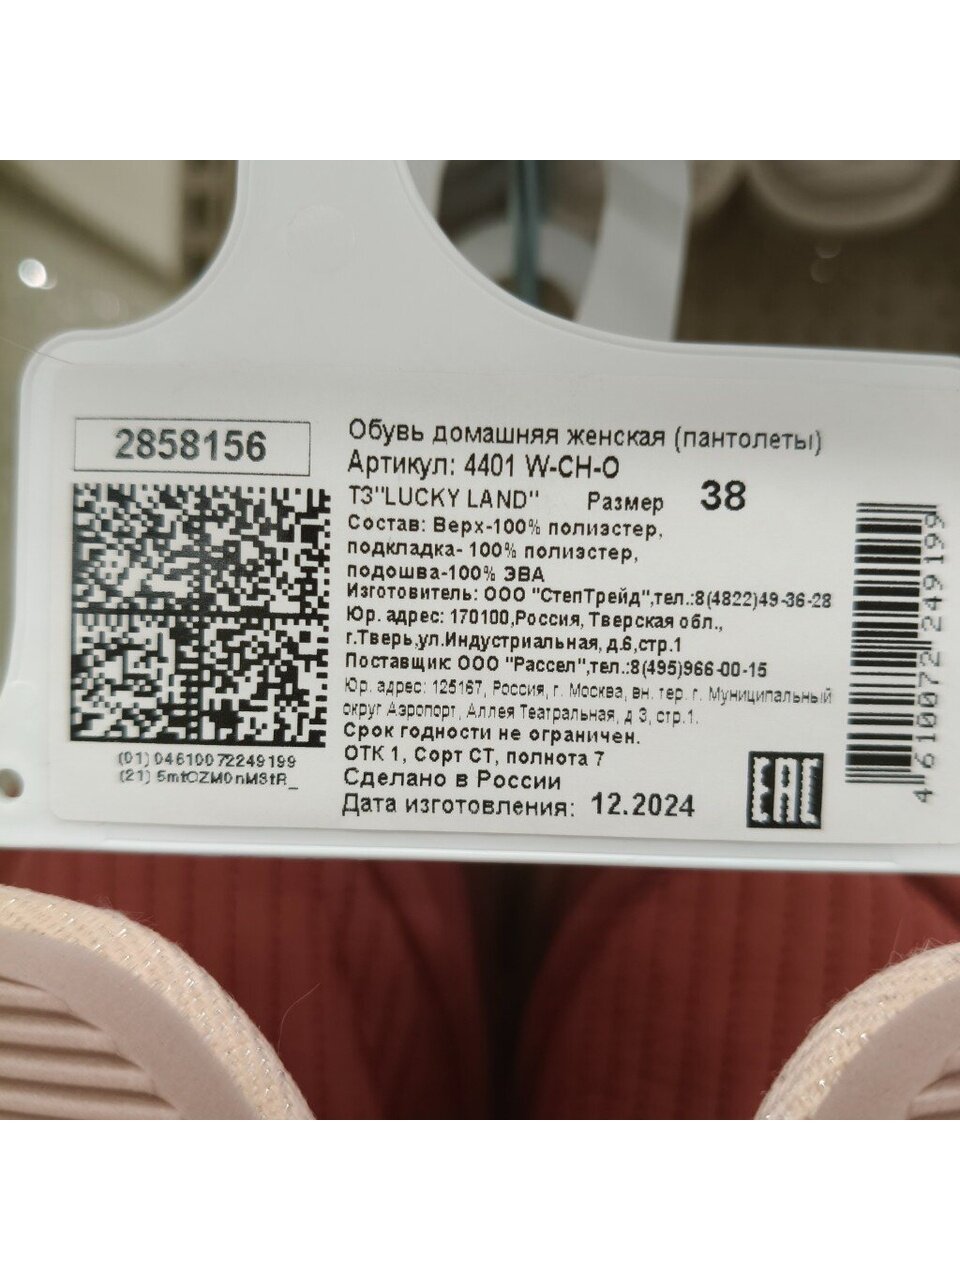 2858156
(01) 04610072249199
Обувь домашняя женская (пантолеты)
Артикул: 4401 W-CH-O
ТЗ"LUCKY LAND" Размер 38
Состав: Верх-100% полиэстер,
подкладка- 100% полиэстер,
подошва-100% ЭВА
Изготовитель: ООО "СтепТрейд",тел.:8(4822)49-36-28
Юр. адрес: 170100,Россия, Тверская обл.,
г.Тверь,ул.Индустриальная, д.6,стр.1
Поставщик: ООО "Рассел",тел.:8(495)966-00-15
Юр. адрес: 125167, Россия, г. Москва, вн. тер. г. Муниципальный
округ Аэропорт, Аллея Театральная, д 3, стр.1.
Срок годности не ограничен.
ОТК 1, Сорт СТ, полнота 7
Сделано в России
Дата изготовления: 12.2024
EAC
4 610072 249199